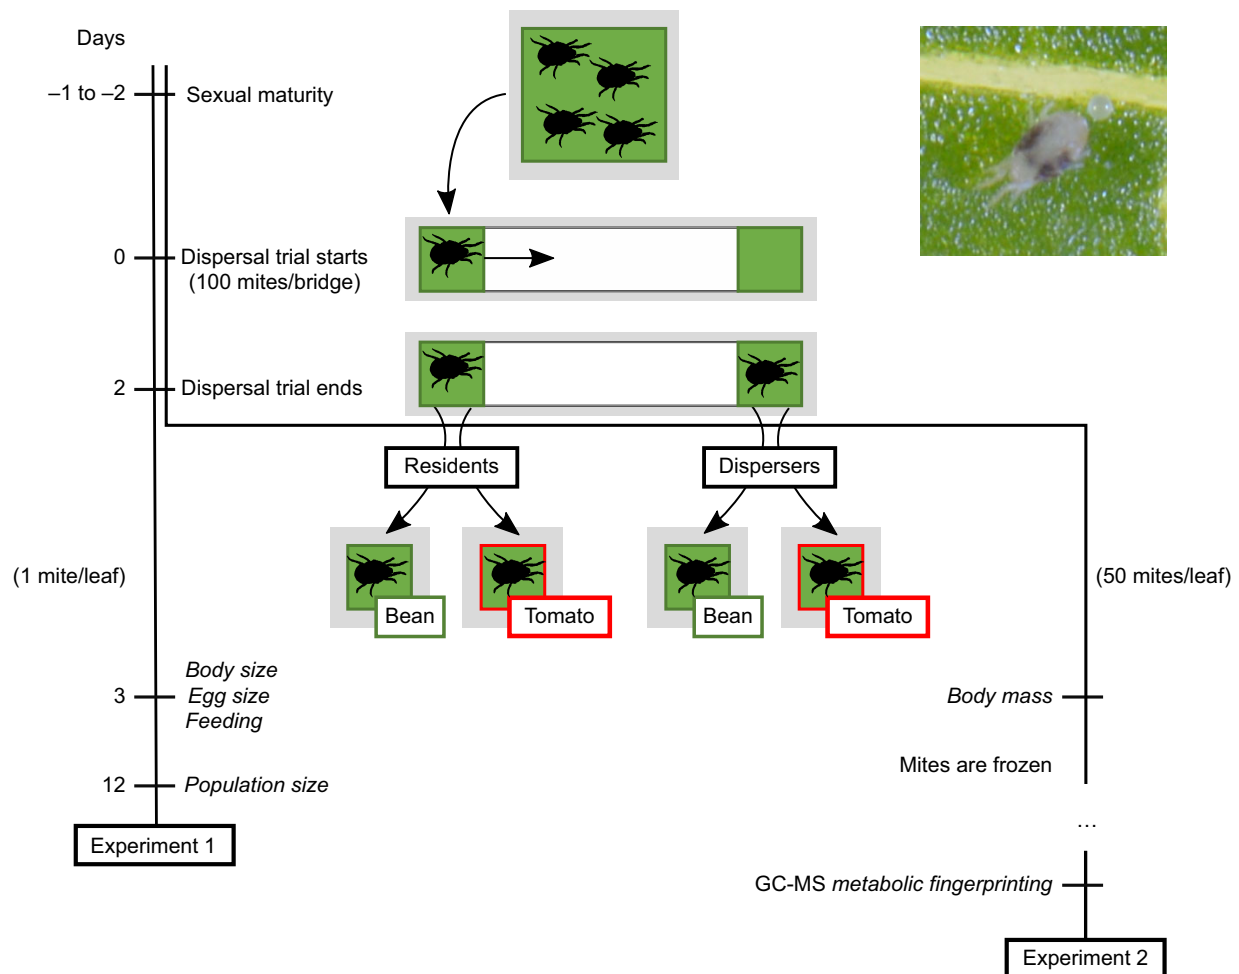 Days
–1 to –2
Sexual maturity
0
Dispersal trial starts
(100 mites/bridge)
2
Dispersal trial ends
Residents
Dispersers
(1 mite/leaf)
Bean
Tomato
Bean
Tomato
(50 mites/leaf)
3
Body size
Egg size
Feeding
Body mass
12
Population size
Mites are frozen
...
Experiment 1
GC-MS metabolic fingerprinting
Experiment 2